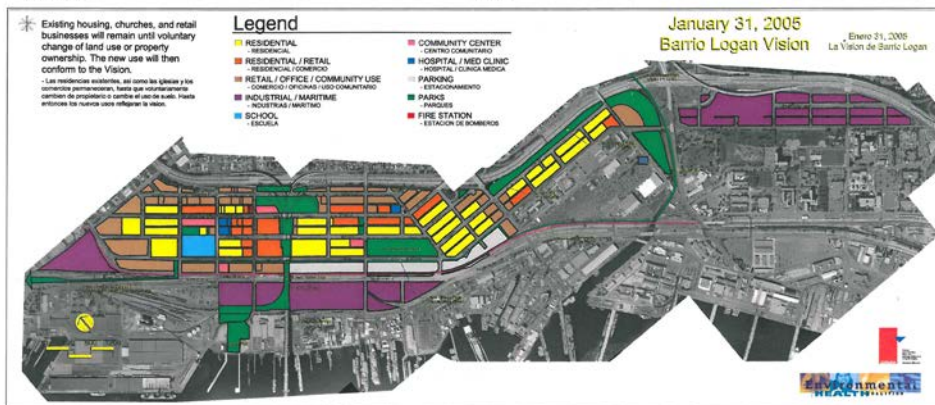 Existing housing, churches, and retail
businesses will remain until voluntary
change of land use or property
ownership. The new use will then
conform to the Vision.
- Las residencias existentes, asi como las iglesias y los
comercios permaneceran, hasta que voluntariamente
cambien de propietario o cambie el uso de suelo. Hasta
entonces los nuevos usos reflejaran la vision.
Legend
RESIDENTIAL
- RESIDENCIAL
RESIDENTIAL / RETAIL
- RESIDENCIAL / COMERCIO
RETAIL / OFFICE / COMMUNITY USE
- COMERCIO / OFICINAS / USO COMUNITARIO
INDUSTRIAL / MARITIME
- INDUSTRIAS / MARITIMO
SCHOOL
- ESCUELA
COMMUNITY CENTER
- CENTRO COMUNITARIO
HOSPITAL / MED CLINIC
- HOSPITAL / CLINICA MEDICA
PARKING
- ESTACIONAMIENTO
PARKS
- PARQUES
FIRE STATION
- ESTACION DE BOMBEROS
January 31, 2005
Barrio Logan Vision
Enero 31, 2005
La Vision de Barrio Logan
Environmental
HEALTH COALITION